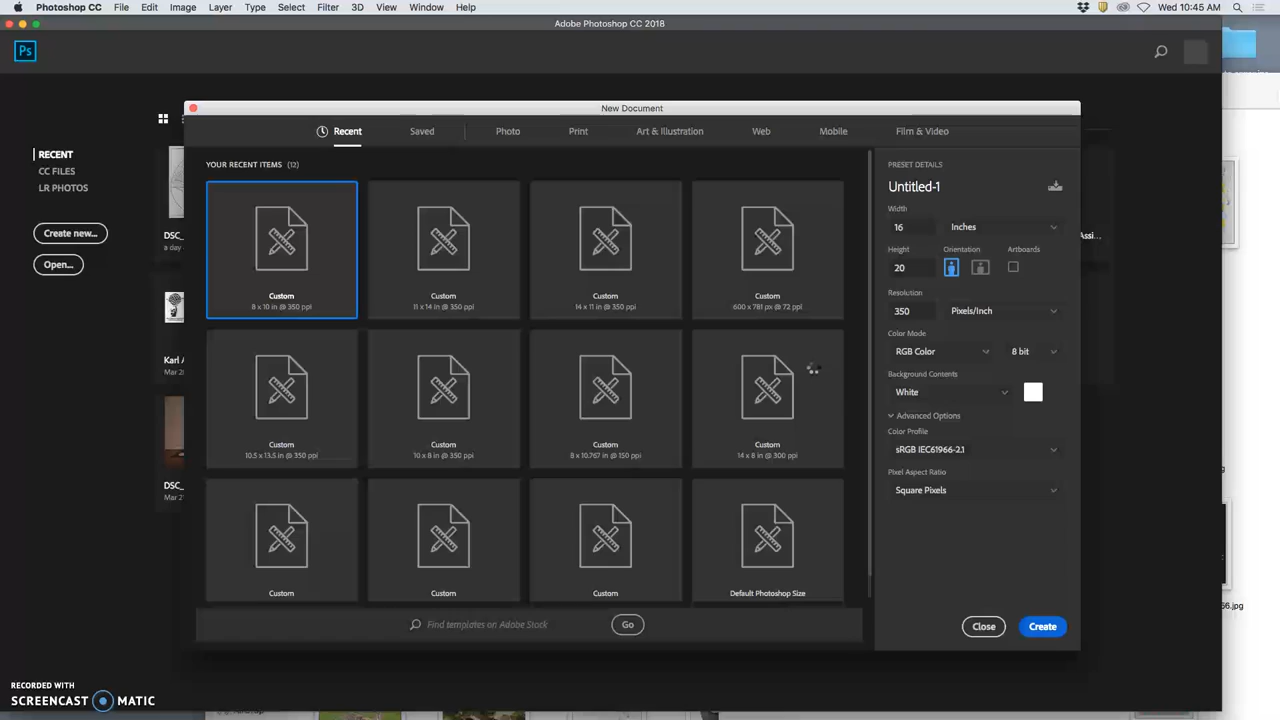 Photoshop CC File Edit Image Layer Type Select Filter 3D View Window Help Wed 10:45 AM
Adobe Photoshop CC 2018
Ps
New Document
Recent Saved Photo Print Art & Illustration Web Mobile Film & Video
RECENT
CC FILES
LR PHOTOS
Create new...
Open...
DSC_
a day
Karl A
Mar 2
DSC_
Mar 2
Assi...
YOUR RECENT ITEMS (12)
Custom
8 x 10 in @ 350 ppi
Custom
11 x 14 in @ 350 ppi
Custom
14 x 11 in @ 350 ppi
Custom
600 x 781 px @ 72 ppi
Custom
10.5 x 13.5 in @ 350 ppi
Custom
10 x 8 in @ 350 ppi
Custom
8 x 10.767 in @ 150 ppi
Custom
14 x 8 in @ 300 ppi
Custom
Custom
Custom
Default Photoshop Size
Find templates on Adobe Stock
Go
PRESET DETAILS
Untitled-1
Width
16 Inches
Height Orientation Artboards
20
Resolution
350 Pixels/Inch
Color Mode
RGB Color 8 bit
Background Contents
White
Advanced Options
Color Profile
sRGB IEC61966-2.1
Pixel Aspect Ratio
Square Pixels
Close Create
56.jpg
RECORDED WITH
SCREENCAST MATIC